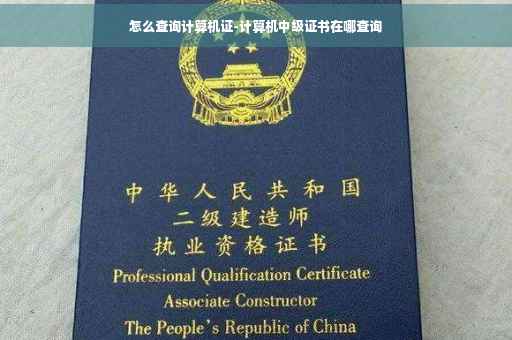 怎么查询计算机证-计算机中级证书在哪查询
中华人民共和国
二级建造师
执业资格证书
Professional Qualification Certificate
Associate Constructor
The People's Republic of China